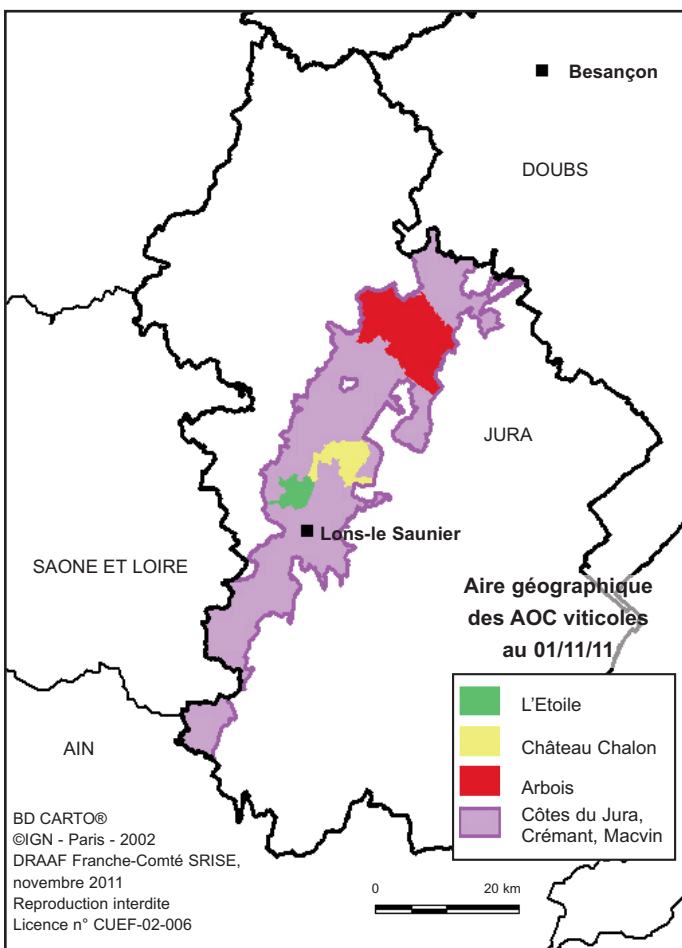 Besançon
DOUBS
JURA
Lons-le Saunier
SAONE ET LOIRE
Aire géographique
des AOC viticoles
au 01/11/11
L'Etoile
Château Chalon
Arbois
Côtes du Jura,
Crémant, Macvin
AIN
BD CARTO®
©IGN - Paris - 2002
DRAAF Franche-Comté SRISE,
novembre 2011
Reproduction interdite
Licence n° CUEF-02-006
0 20 km